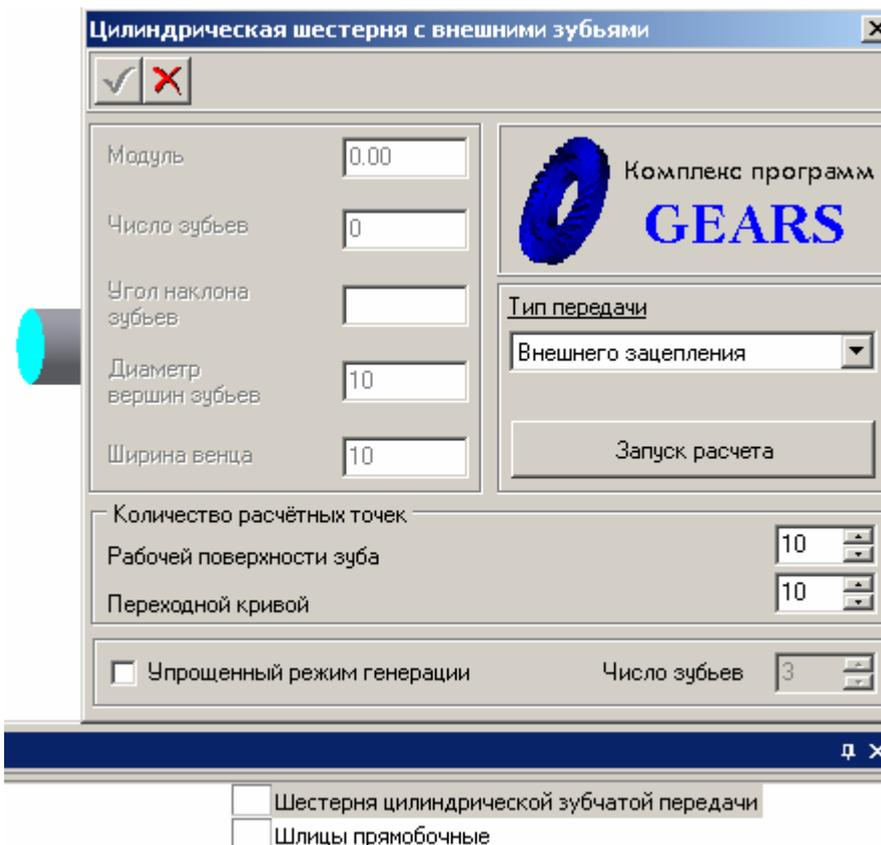 Цилиндрическая шестерня с внешними зубьями
Модуль 0.00
Число зубьев 0
Угол наклона
зубьев
Диаметр
вершин зубьев 10
Ширина венца 10
Комплекс программ
GEARS
Тип передачи
Внешнего зацепления
Запуск расчета
Количество расчётных точек
Рабочей поверхности зуба 10
Переходной кривой 10
Упрощенный режим генерации Число зубьев 3
Шестерня цилиндрической зубчатой передачи
Шлицы прямобочные